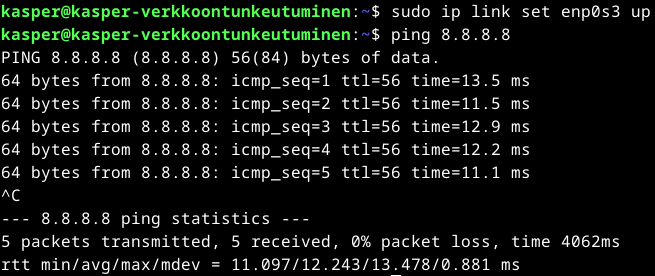 kasper@kasper-verkkoontunkeutuminen:~$ sudo ip link set enp0s3 up
kasper@kasper-verkkoontunkeutuminen:~$ ping 8.8.8.8
PING 8.8.8.8 (8.8.8.8) 56(84) bytes of data.
64 bytes from 8.8.8.8: icmp_seq=1 ttl=56 time=13.5 ms
64 bytes from 8.8.8.8: icmp_seq=2 ttl=56 time=11.5 ms
64 bytes from 8.8.8.8: icmp_seq=3 ttl=56 time=12.9 ms
64 bytes from 8.8.8.8: icmp_seq=4 ttl=56 time=12.2 ms
64 bytes from 8.8.8.8: icmp_seq=5 ttl=56 time=11.1 ms
^C
--- 8.8.8.8 ping statistics ---
5 packets transmitted, 5 received, 0% packet loss, time 4062ms
rtt min/avg/max/mdev = 11.097/12.243/13.478/0.881 ms